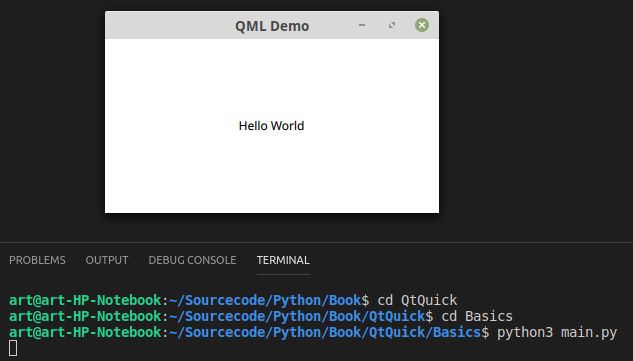 QML Demo
Hello World
PROBLEMS OUTPUT DEBUG CONSOLE TERMINAL
art@art-HP-Notebook:~/Sourcecode/Python/Book$ cd QtQuick
art@art-HP-Notebook:~/Sourcecode/Python/Book/QtQuick$ cd Basics
art@art-HP-Notebook:~/Sourcecode/Python/Book/QtQuick/Basics$ python3 main.py